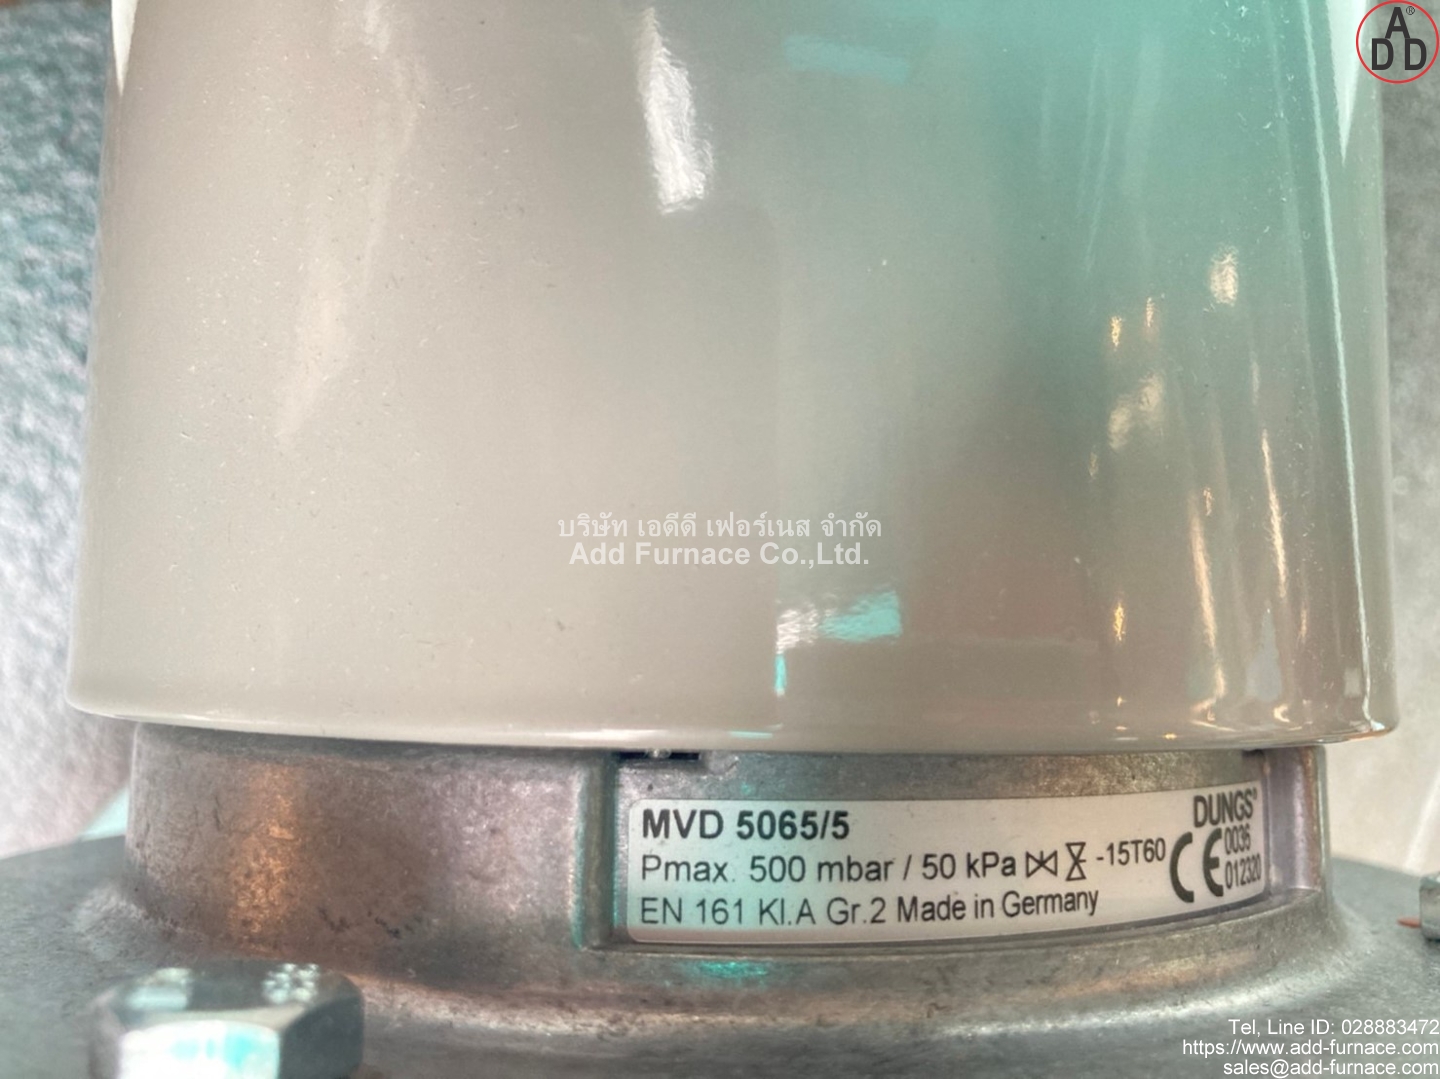 ADD®
บริษัท เอดีดี เฟอร์เนส จำกัด
Add Furnace Co.,Ltd.
MVD 5065/5
Pmax. 500 mbar / 50 kPa -15T60
EN 161 Kl.A Gr.2 Made in Germany
DUNGS®
CE 0036
012320
Tel, Line ID: 028883472
https://www.add-furnace.com
sales@add-furnace.com